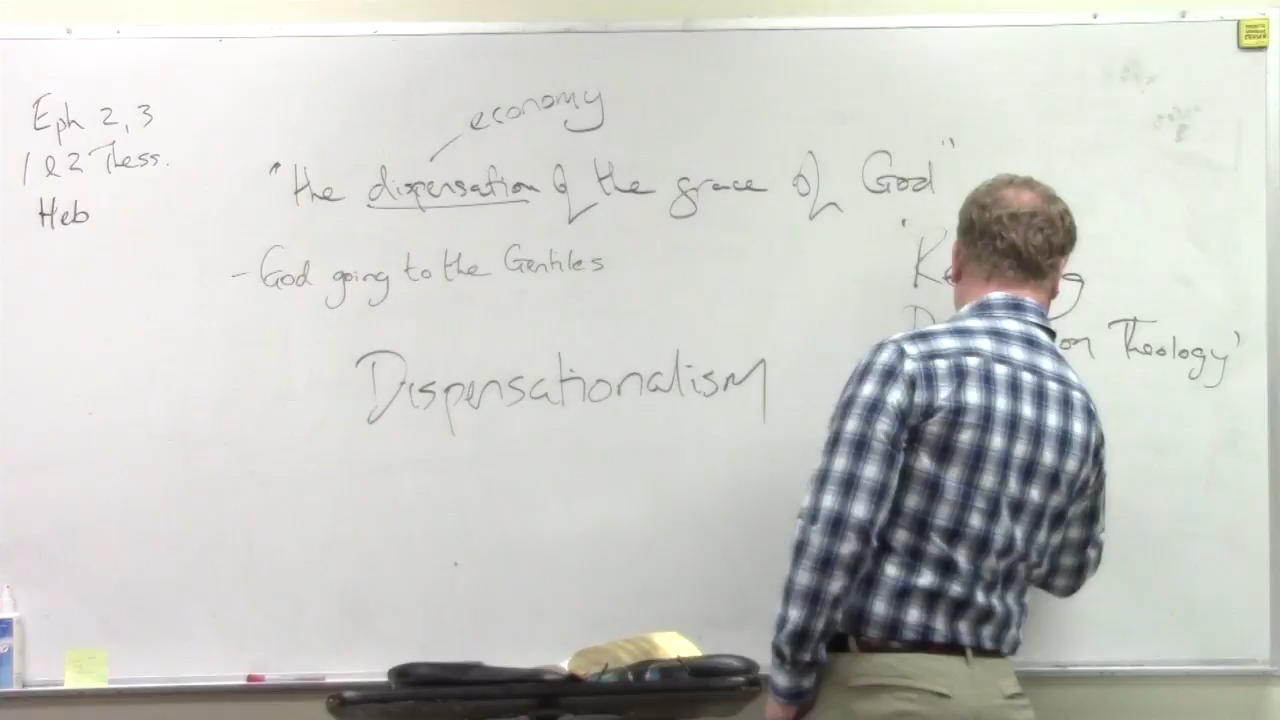 Eph 2, 3
1 & 2 Thess.
Heb
economy
"the dispensation of the grace of God"
- God going to the Gentiles
Dispensationalism
Theology'